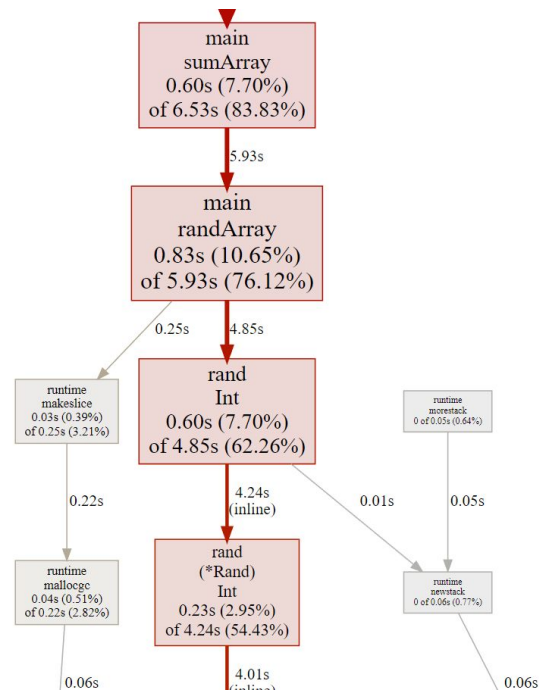 main
sumArray
0.60s (7.70%)
of 6.53s (83.83%)
5.93s
main
randArray
0.83s (10.65%)
of 5.93s (76.12%)
0.25s
4.85s
rand
Int
0.60s (7.70%)
of 4.85s (62.26%)
runtime
makeslice
0.03s (0.39%)
of 0.25s (3.21%)
runtime
morestack
0 of 0.05s (0.64%)
0.22s
4.24s
(inline)
0.01s
0.05s
rand
(*Rand)
Int
0.23s (2.95%)
of 4.24s (54.43%)
runtime
mallocgc
0.04s (0.51%)
of 0.22s (2.82%)
runtime
newstack
0 of 0.06s (0.77%)
0.06s
4.01s
(inline)
0.06s